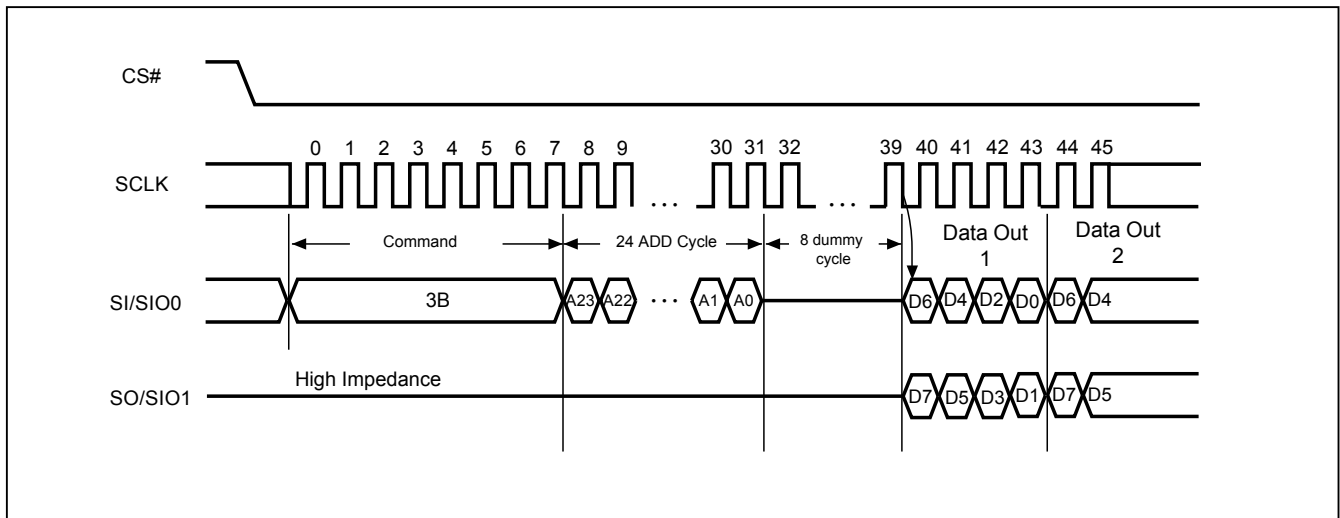 CS#
0 1 2 3 4 5 6 7 8 9 30 31 32 39 40 41 42 43 44 45
SCLK
...
...
Command
24 ADD Cycle
8 dummy
cycle
Data Out
1
Data Out
2
SI/SIO0
3B
A23 A22 ... A1 A0
D6 D4 D2 D0 D6 D4
High Impedance
SO/SIO1
D7 D5 D3 D1 D7 D5